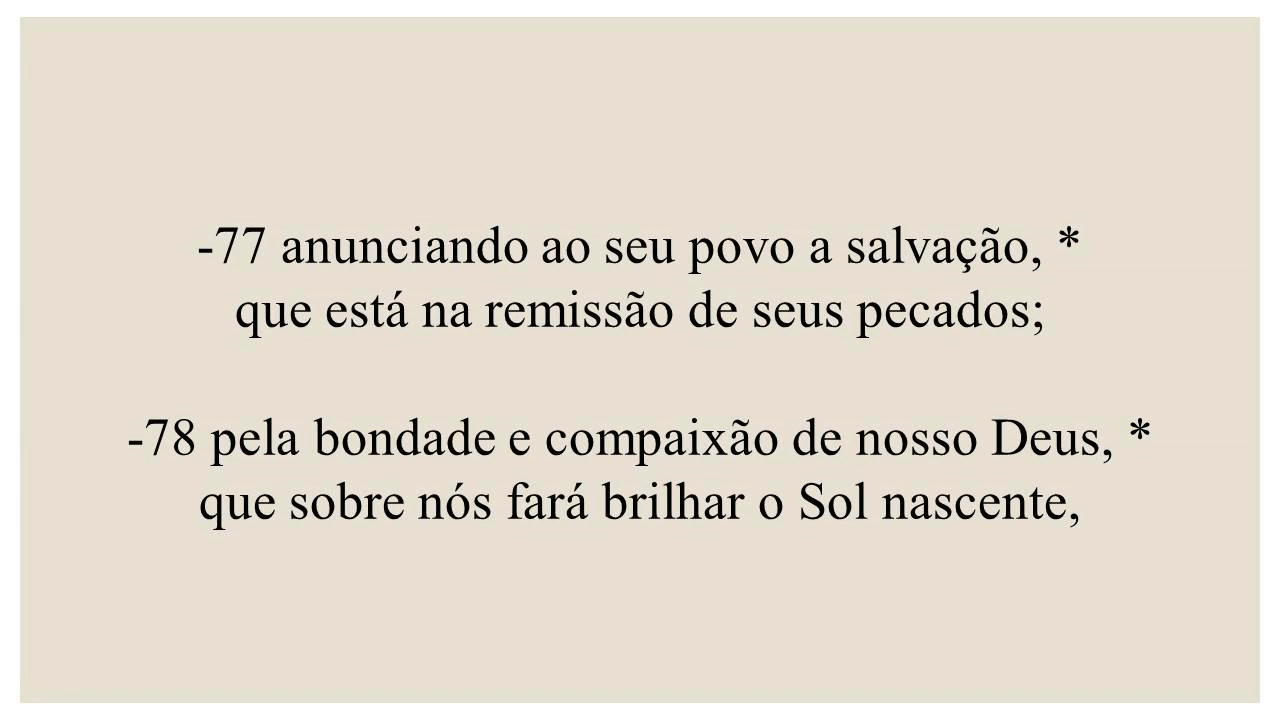 -77 anunciando ao seu povo a salvação, *
que está na remissão de seus pecados;
-78 pela bondade e compaixão de nosso Deus, *
que sobre nós fará brilhar o Sol nascente,